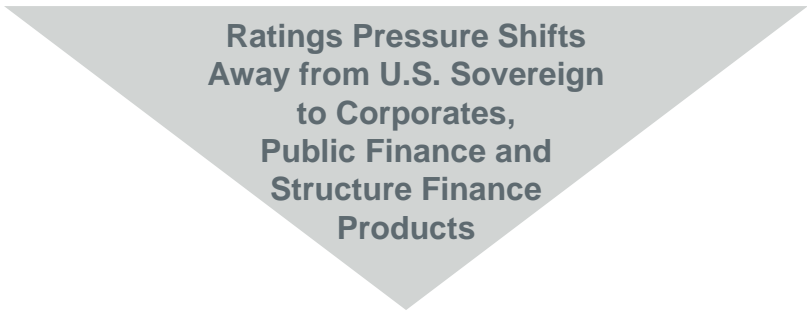 Ratings Pressure Shifts
Away from U.S. Sovereign
to Corporates,
Public Finance and
Structure Finance
Products